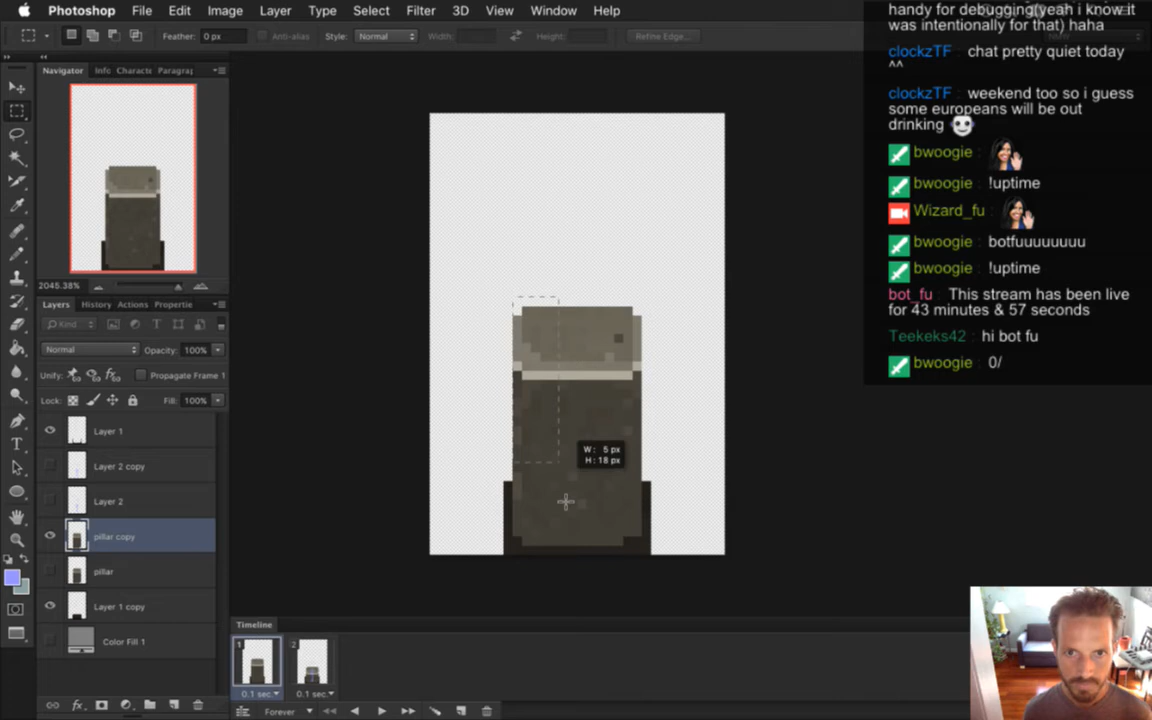 Photoshop File Edit Image Layer Type Select Filter 3D View Window Help
Feather: 0 px Anti-alias Style: Normal Width: Height: Refine Edge...
Navigator Info Characte Paragra
2045.38%
Layers History Actions Propertie
Kind
Normal Opacity: 100%
Unify: Propagate Frame 1
Lock: Fill: 100%
Layer 1
Layer 2 copy
Layer 2
pillar copy
pillar
Layer 1 copy
Color Fill 1
W: 5 px
H: 18 px
Timeline
1 2
0.1 sec. 0.1 sec.
Forever
handy for debugging(yeah i know it
was intentionally for that) haha
clockzTF : chat pretty quiet today
^^
clockzTF : weekend too so i guess
some europeans will be out
drinking
bwoogie :
bwoogie : !uptime
Wizard_fu :
bwoogie : botfuuuuuuuu
bwoogie : !uptime
bot_fu : This stream has been live
for 43 minutes & 57 seconds
Teekeks42 : hi bot fu
bwoogie : 0/